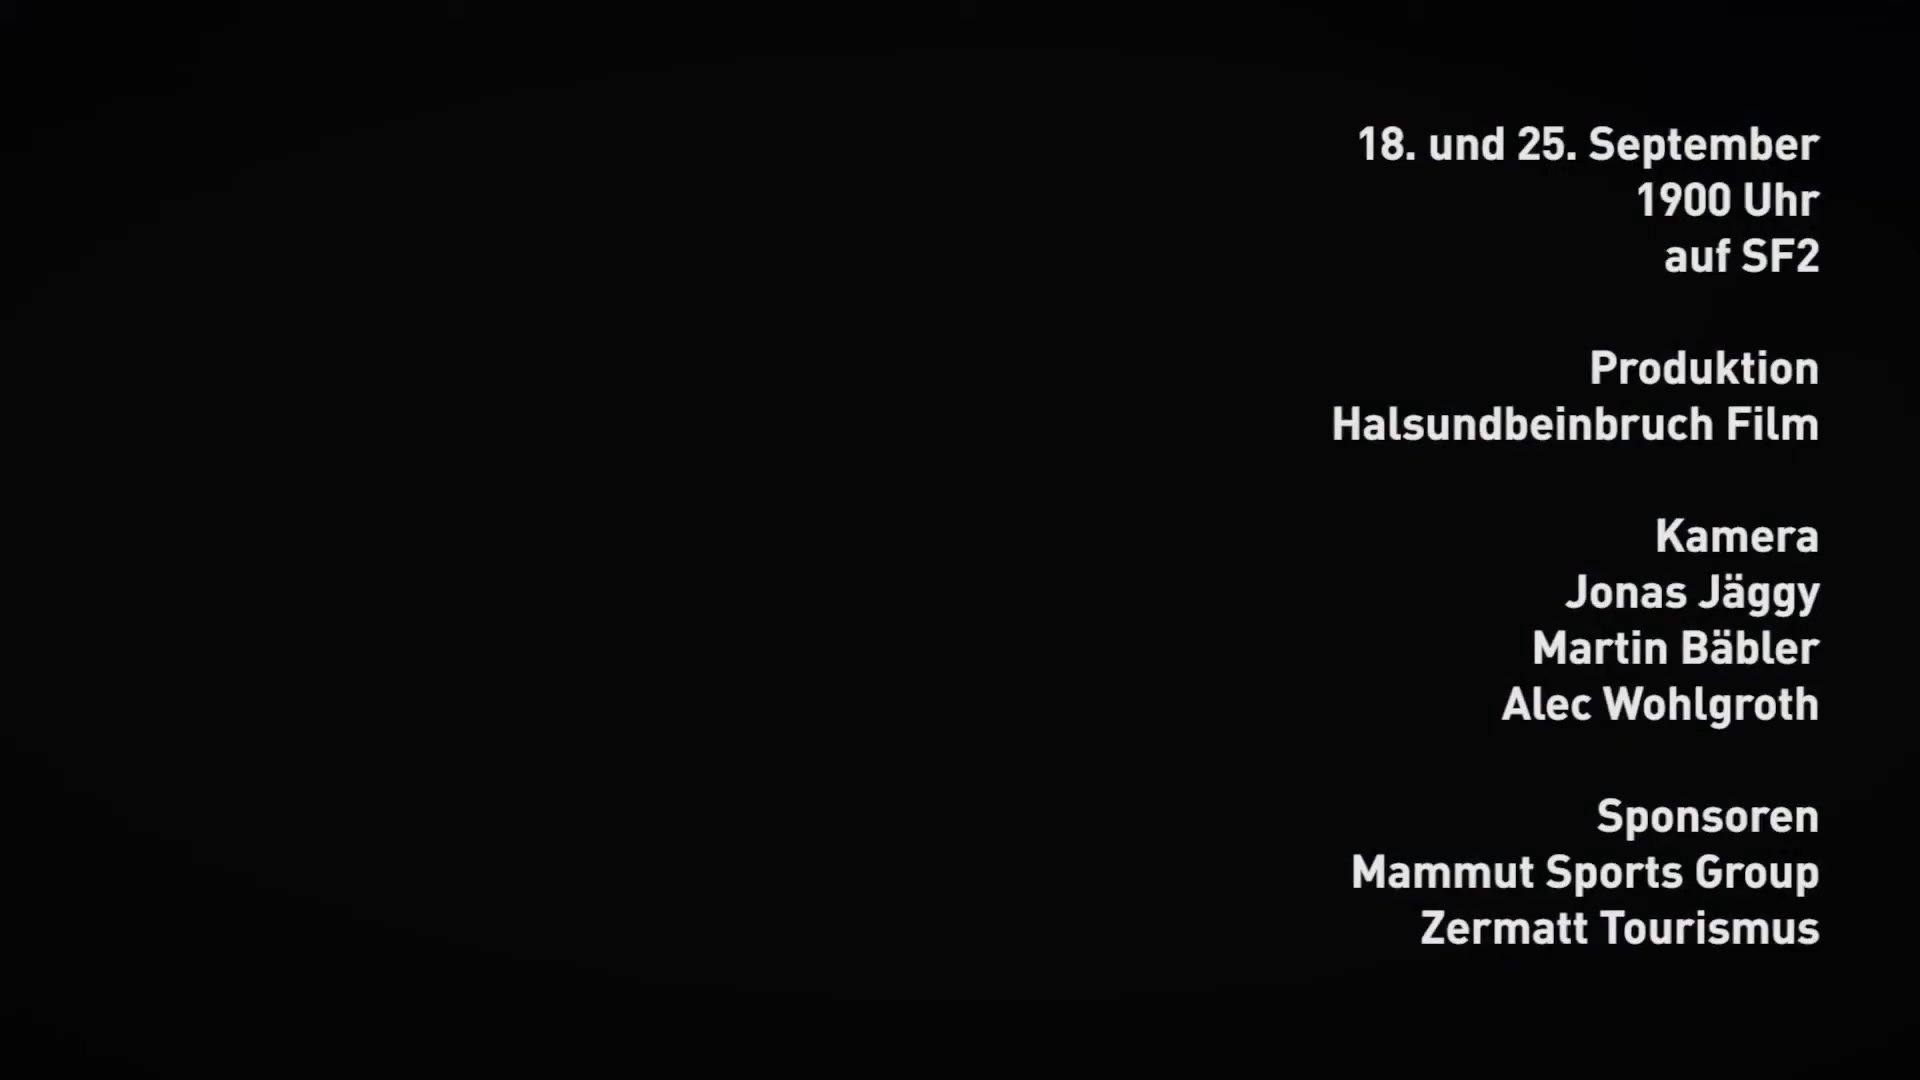 18. und 25. September
1900 Uhr
auf SF2
Produktion
Halsundbeinbruch Film
Kamera
Jonas Jäggy
Martin Bäbler
Alec Wohlgroth
Sponsoren
Mammut Sports Group
Zermatt Tourismus